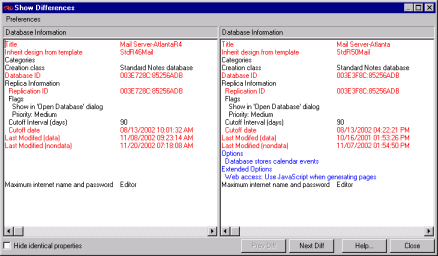 Show Differences
Preferences
Database Information
Title Mail Server-AtlantaR4
Inherit design from template StdR46Mail
Categories
Creation class Standard Notes database
Database ID 003E728C:85256ADB
Replica Information
Replication ID 003E728C:85256ADB
Flags
Show in 'Open Database' dialog
Priority: Medium
Cutoff Interval (days) 90
Cutoff date 08/13/2002 10:01:32 AM
Last Modifed (data) 11/08/2002 09:23:14 AM
Last Modified (nondata) 11/20/2002 07:18:08 AM
Maximum internet name and password Editor
Database Information
Title Mail Server-Atlanta
Inherit design from template StdR50Mail
Categories
Creation class Standard Notes database
Database ID 003E3F8C:85256ADB
Replica Information
Replication ID 003E3F8C:85256ADB
Flags
Show in 'Open Database' dialog
Priority: Medium
Cutoff Interval (days) 90
Cutoff date 08/13/2002 04:22:21 PM
Last Modifed (data) 10/16/2001 01:53:26 PM
Last Modified (nondata) 11/07/2002 01:54:50 PM
Options
Database stores calendar events
Extended Options
Web access: Use JavaScript when generating pages
Maximum internet name and password Editor
Hide identical properties
Prev Diff
Next Diff
Help...
Close